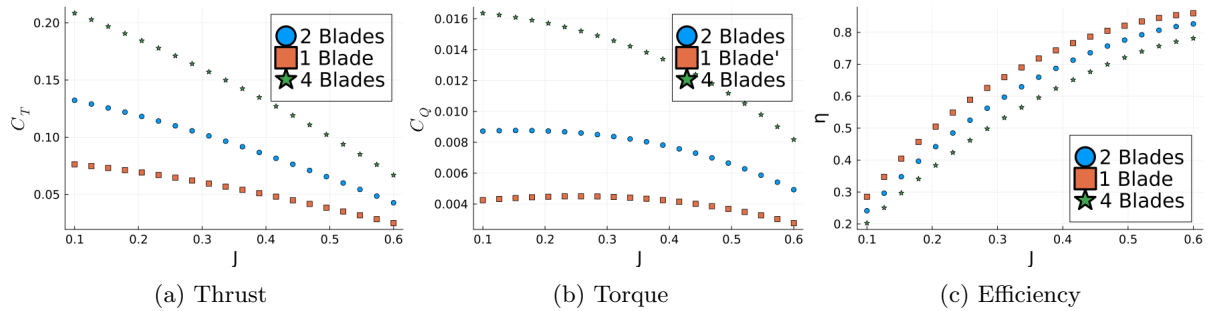 C_T
0.20
0.15
0.10
0.05
2 Blades
1 Blade
4 Blades
0.1 0.2 0.3 0.4 0.5 0.6
J
(a) Thrust
C_Q
0.016
0.014
0.012
0.010
0.008
0.006
0.004
2 Blades
1 Blade'
4 Blades
0.1 0.2 0.3 0.4 0.5 0.6
J
(b) Torque
η
0.8
0.7
0.6
0.5
0.4
0.3
0.2
2 Blades
1 Blade
4 Blades
0.1 0.2 0.3 0.4 0.5 0.6
J
(c) Efficiency